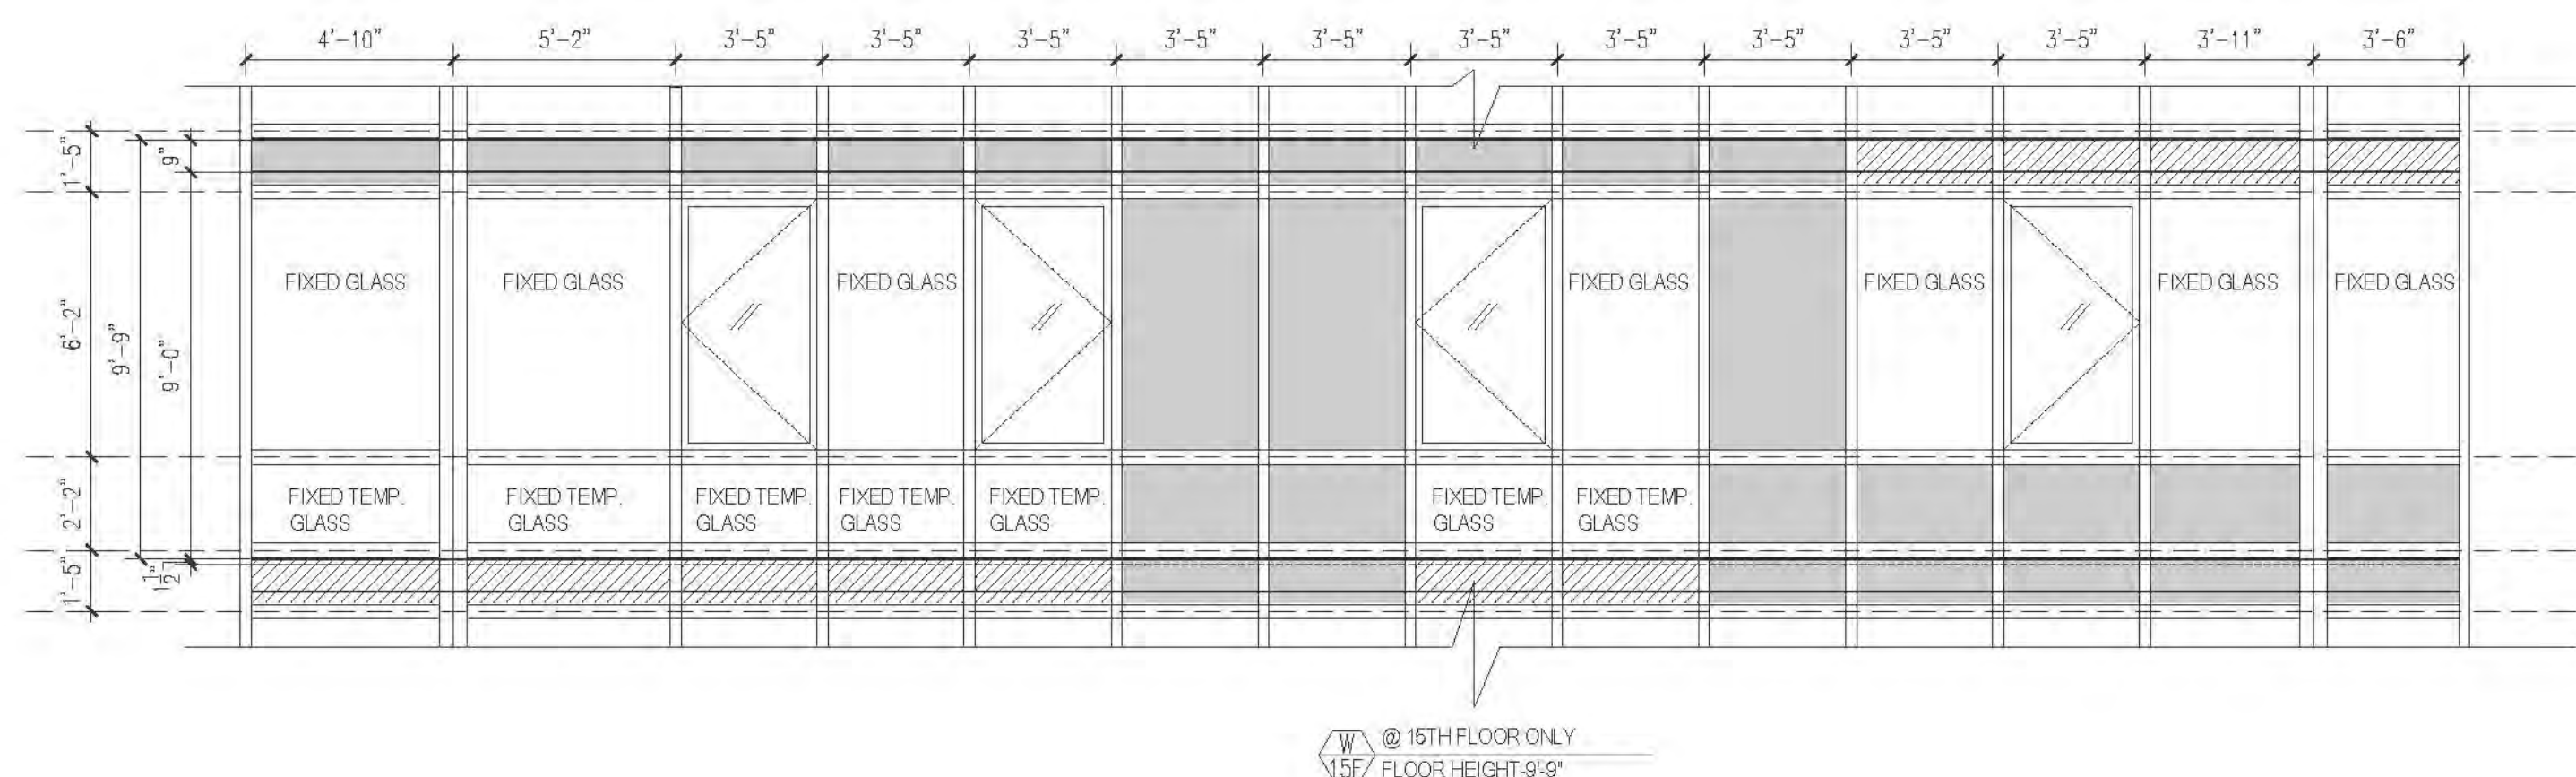 4'-10" 5'-2" 3'-5" 3'-5" 3'-5" 3'-5" 3'-5" 3'-5" 3'-5" 3'-5" 3'-5" 3'-5" 3'-11" 3'-6"
1'-5"
9"
6'-2"
9'-9"
9'-0"
2'-2"
1'-5"
1 1/2"
FIXED GLASS
FIXED GLASS
FIXED GLASS
FIXED GLASS
FIXED GLASS
FIXED GLASS
FIXED GLASS
FIXED TEMP.
GLASS
FIXED TEMP.
GLASS
FIXED TEMP.
GLASS
FIXED TEMP.
GLASS
FIXED TEMP.
GLASS
FIXED TEMP.
GLASS
FIXED TEMP.
GLASS
W @ 15TH FLOOR ONLY
15F FLOOR HEIGHT-9'-9"